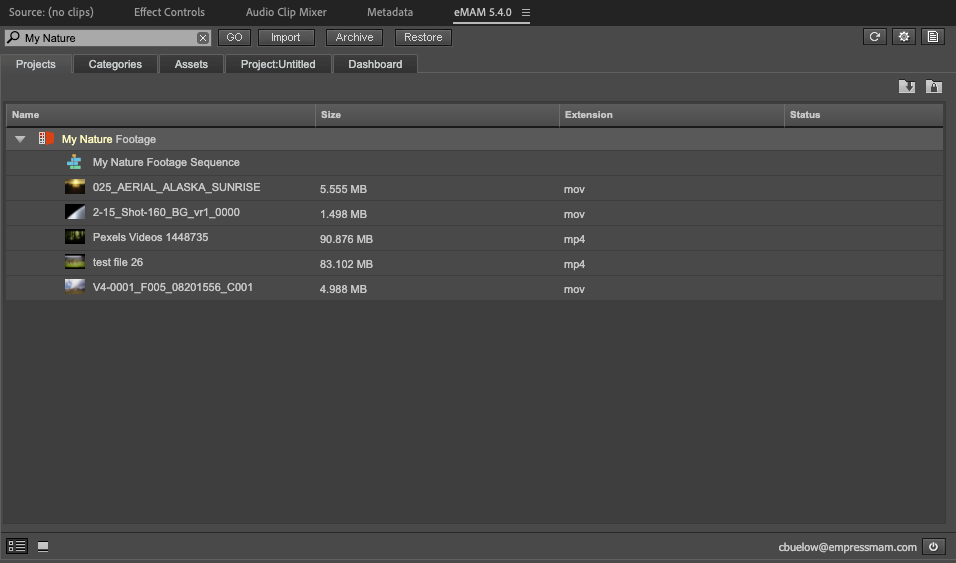 Source: (no clips) Effect Controls Audio Clip Mixer Metadata eMAM 5.4.0
My Nature GO Import Archive Restore
Projects Categories Assets Project:Untitled Dashboard
Name Size Extension Status
My Nature Footage
My Nature Footage Sequence
025_AERIAL_ALASKA_SUNRISE 5.555 MB mov
2-15_Shot-160_BG_vr1_0000 1.498 MB mov
Pexels Videos 1448735 90.876 MB mp4
test file 26 83.102 MB mp4
V4-0001_F005_08201556_C001 4.988 MB mov
cbuelow@empressmam.com